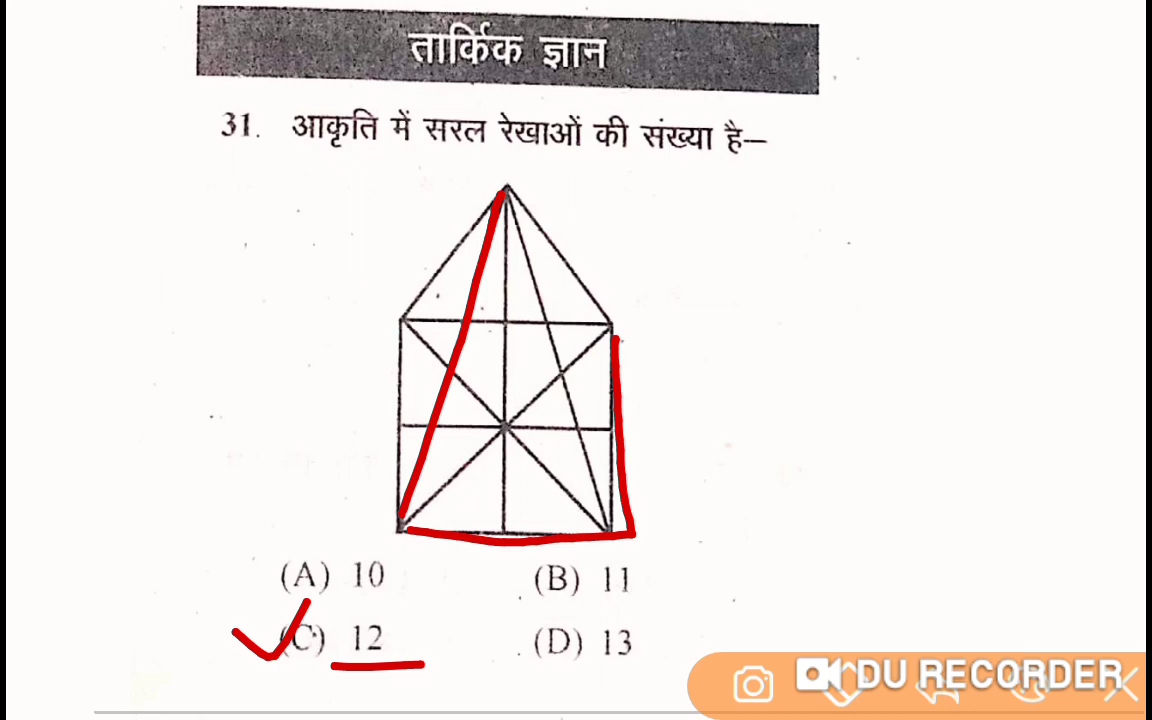 तार्किक ज्ञान
31. आकृति में सरल रेखाओं की संख्या है–
(A) 10
(B) 11
(C) 12
(D) 13
DU RECORDER